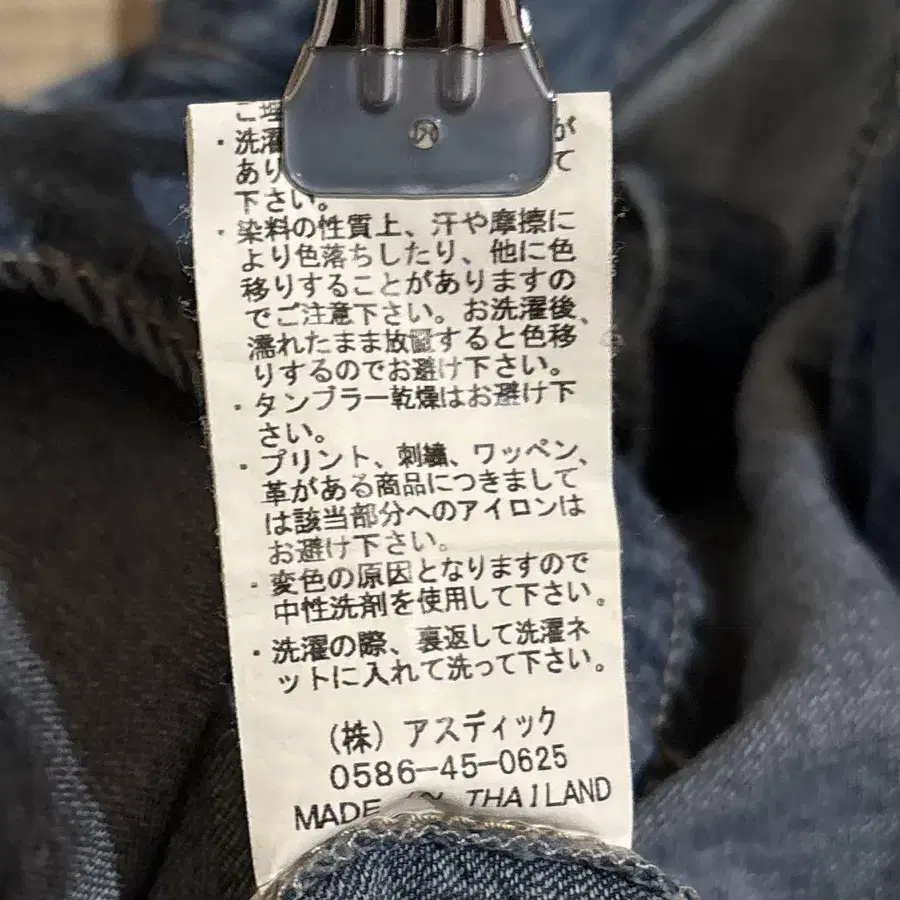 ・洗濯 が
あり て
下さい。
・染料の性質上、汗や摩擦に
より色落ちしたり、他に色
移りすることがありますの
でご注意下さい。お洗濯後、
濡れたまま放置すると色移
りするのでお避け下さい。
・タンブラー乾燥はお避け下
さい。
・プリント、刺繍、ワッペン、
革がある商品につきまして
は該当部分へのアイロンは
お避け下さい。
・変色の原因となりますので
中性洗剤を使用して下さい。
・洗濯の際、裏返して洗濯ネ
ットに入れて洗って下さい。
(株)アスディック
0586-45-0625
MADE IN THAILAND